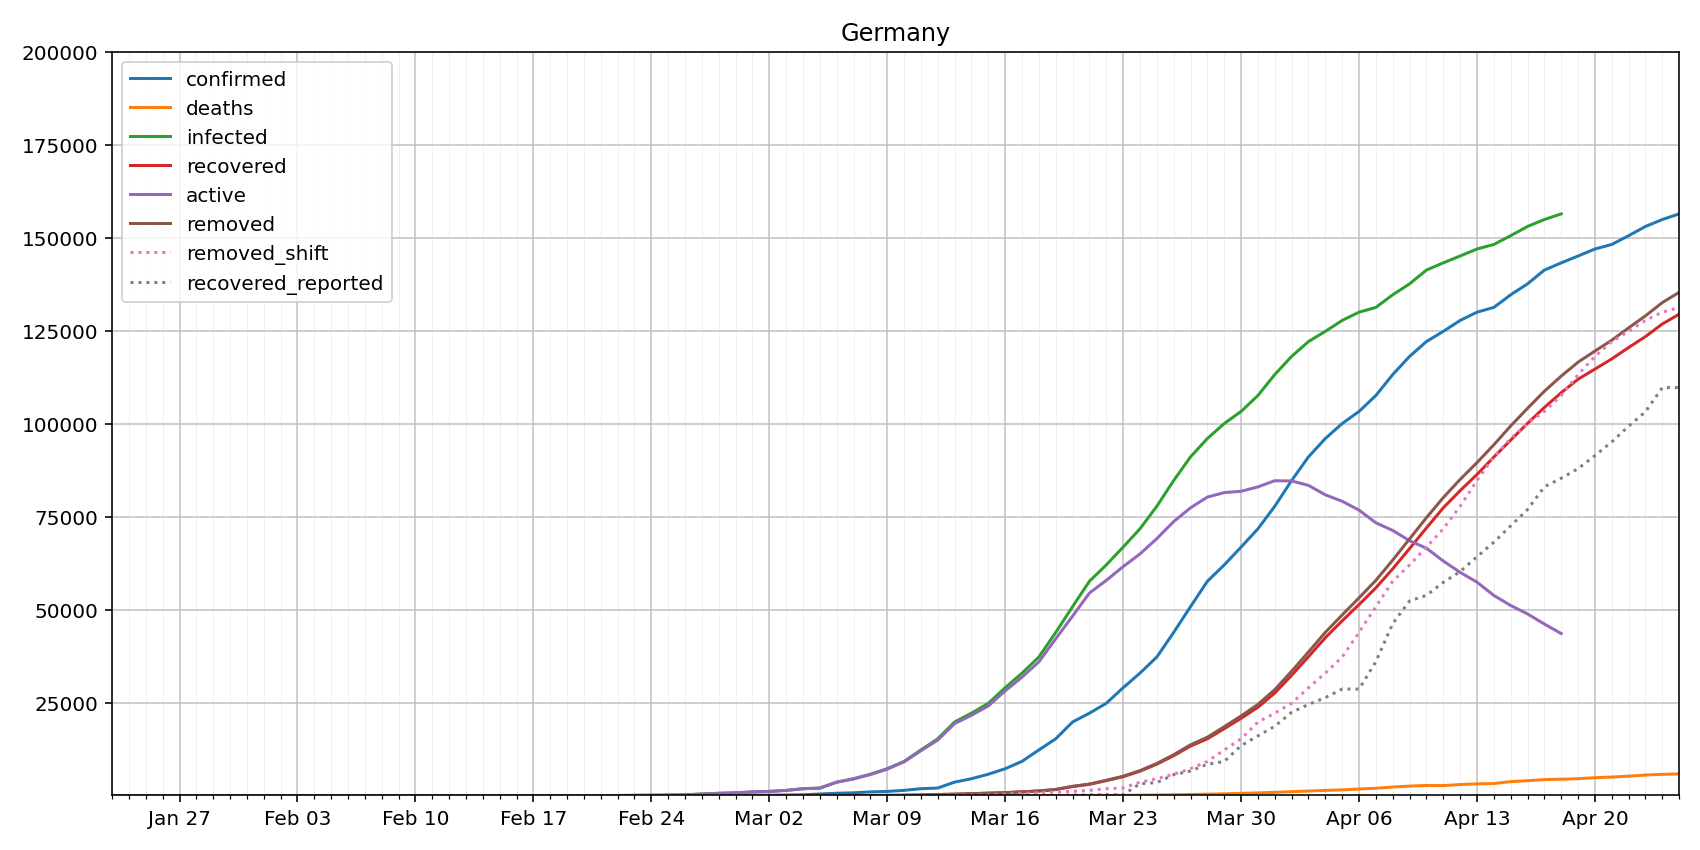 Germany
200000
175000
150000
125000
100000
75000
50000
25000
confirmed
deaths
infected
recovered
active
removed
removed_shift
recovered_reported
Jan 27 Feb 03 Feb 10 Feb 17 Feb 24 Mar 02 Mar 09 Mar 16 Mar 23 Mar 30 Apr 06 Apr 13 Apr 20